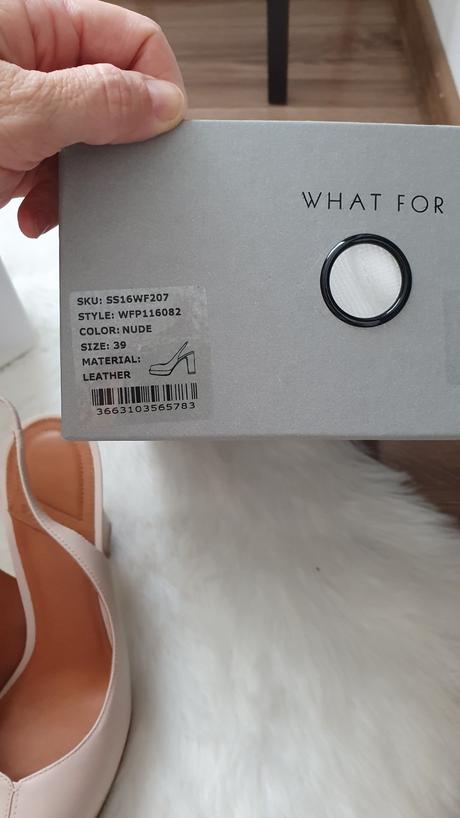 WHAT FOR
SKU: SS16WF207
STYLE: WFP116082
COLOR: NUDE
SIZE: 39
MATERIAL:
LEATHER
3663103565783